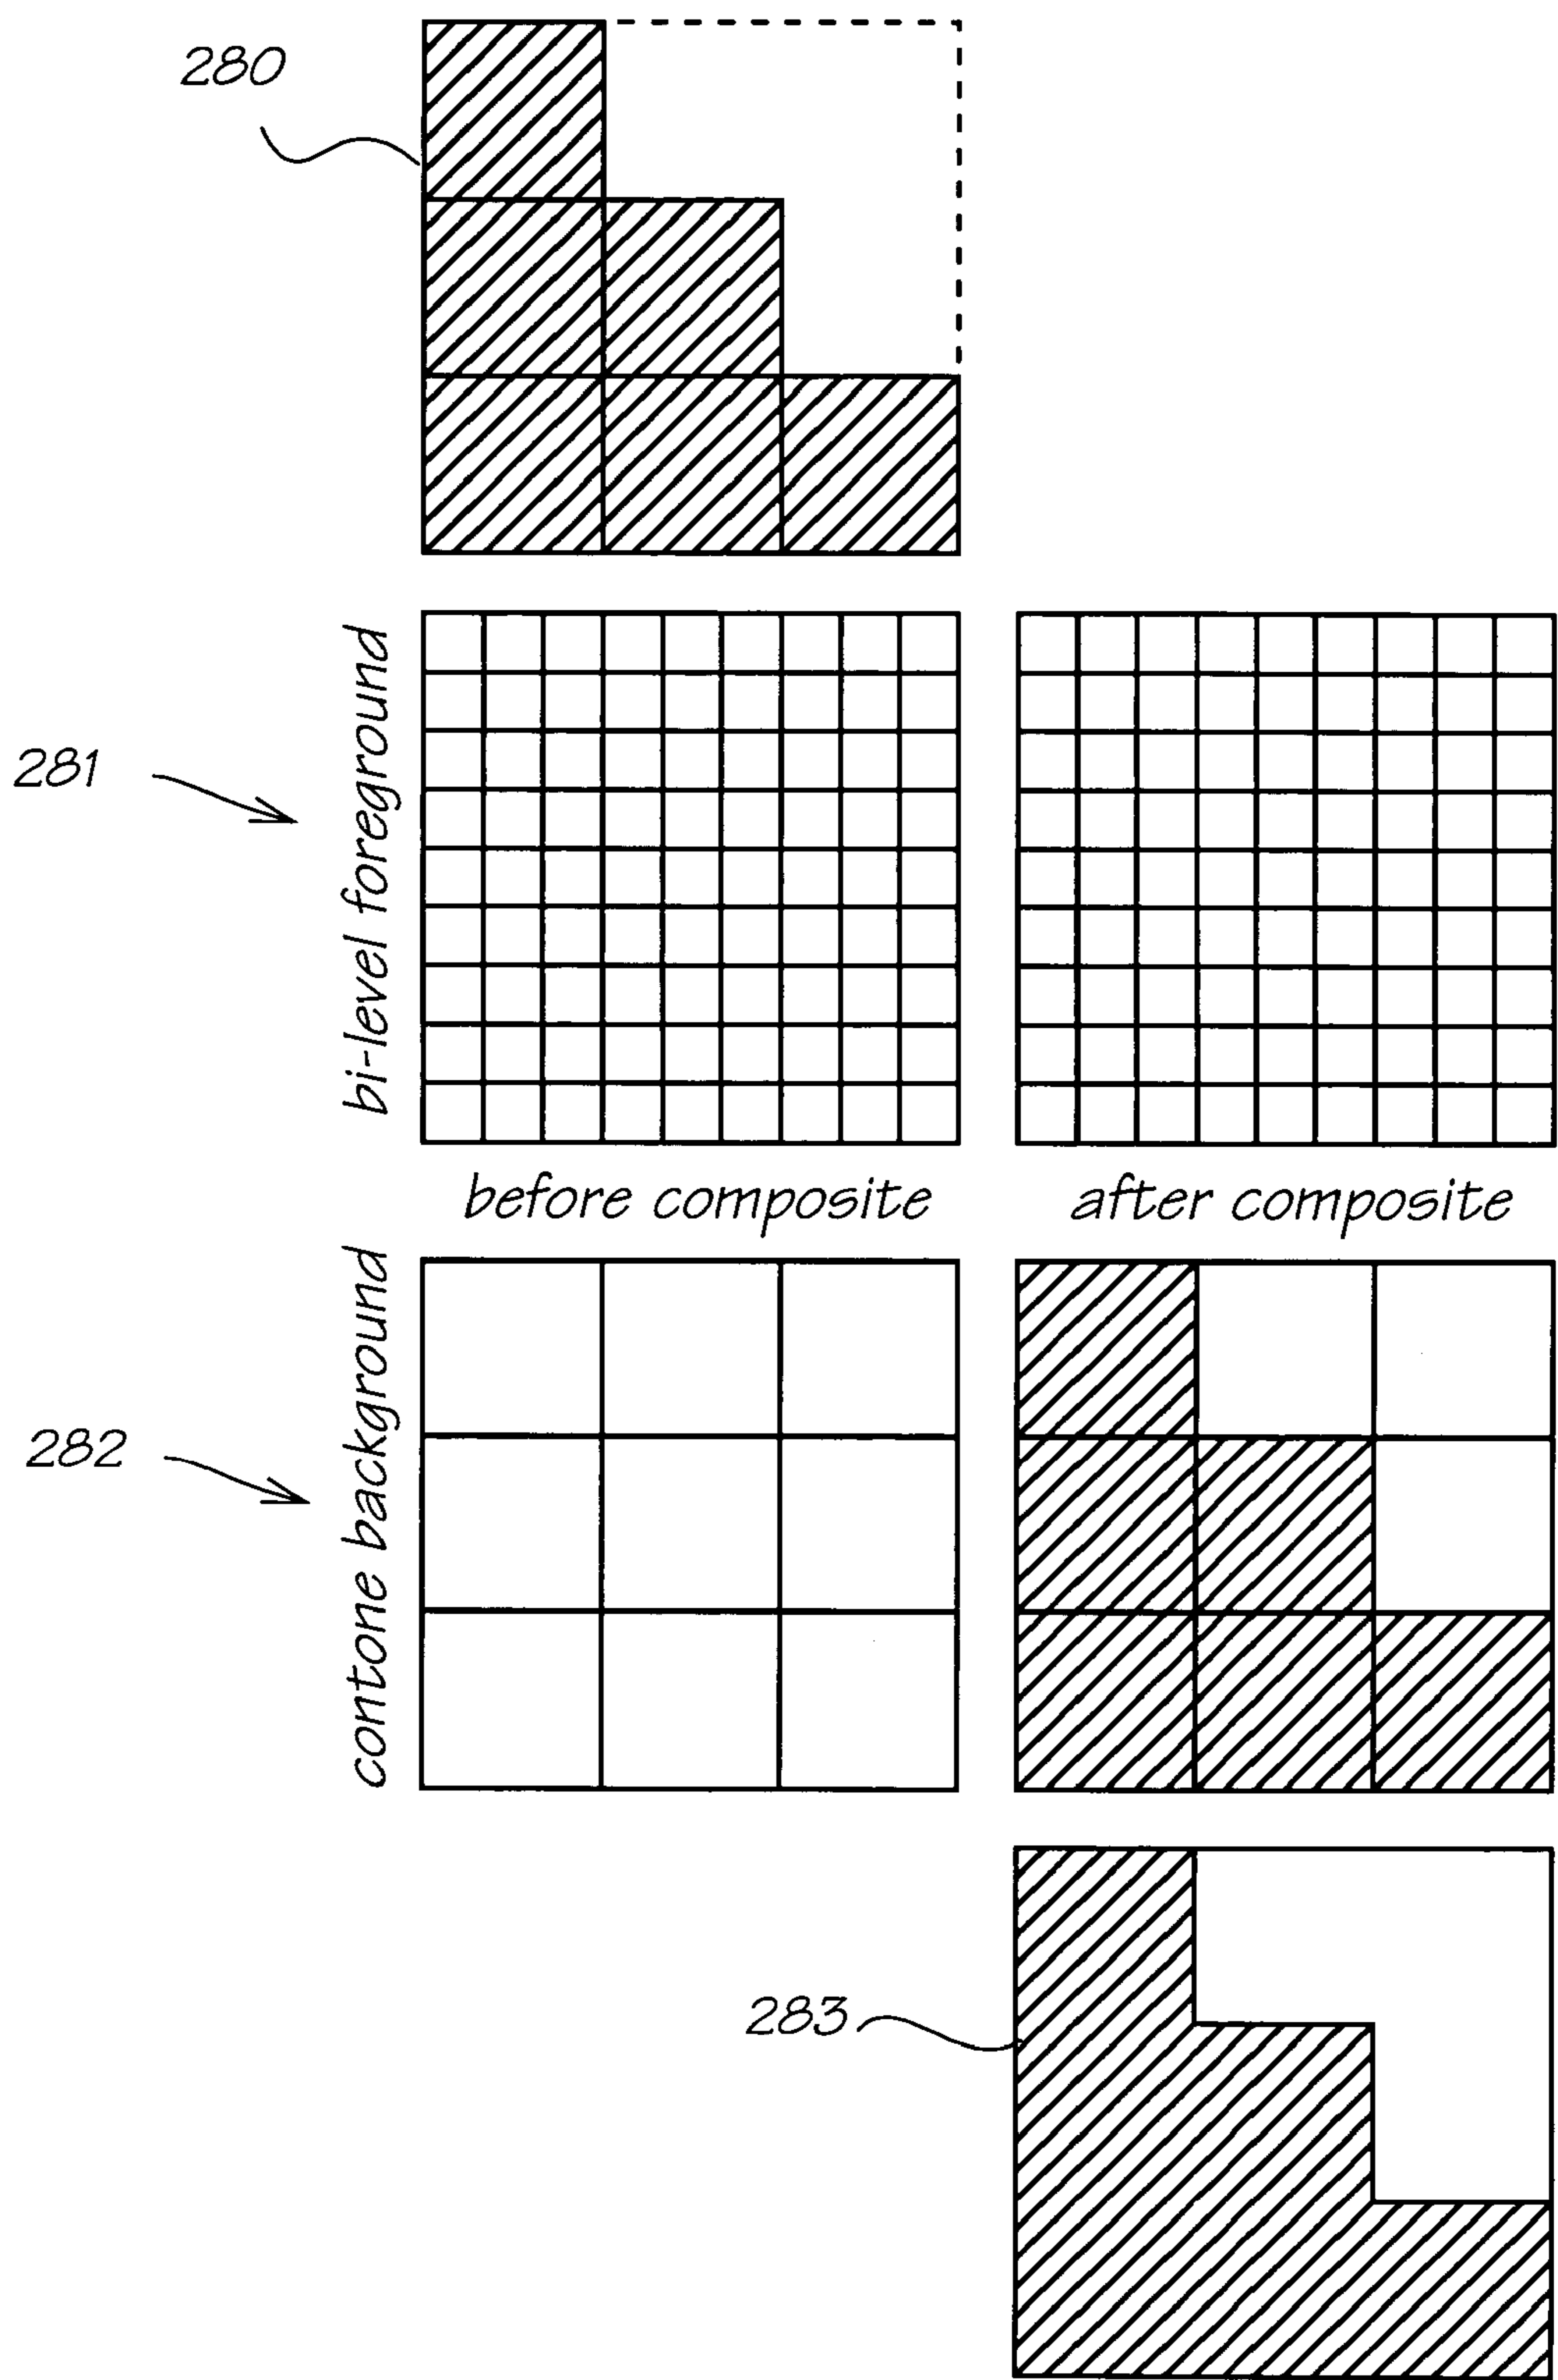 280
281
bi-level foreground
before composite
after composite
282
contone background
283